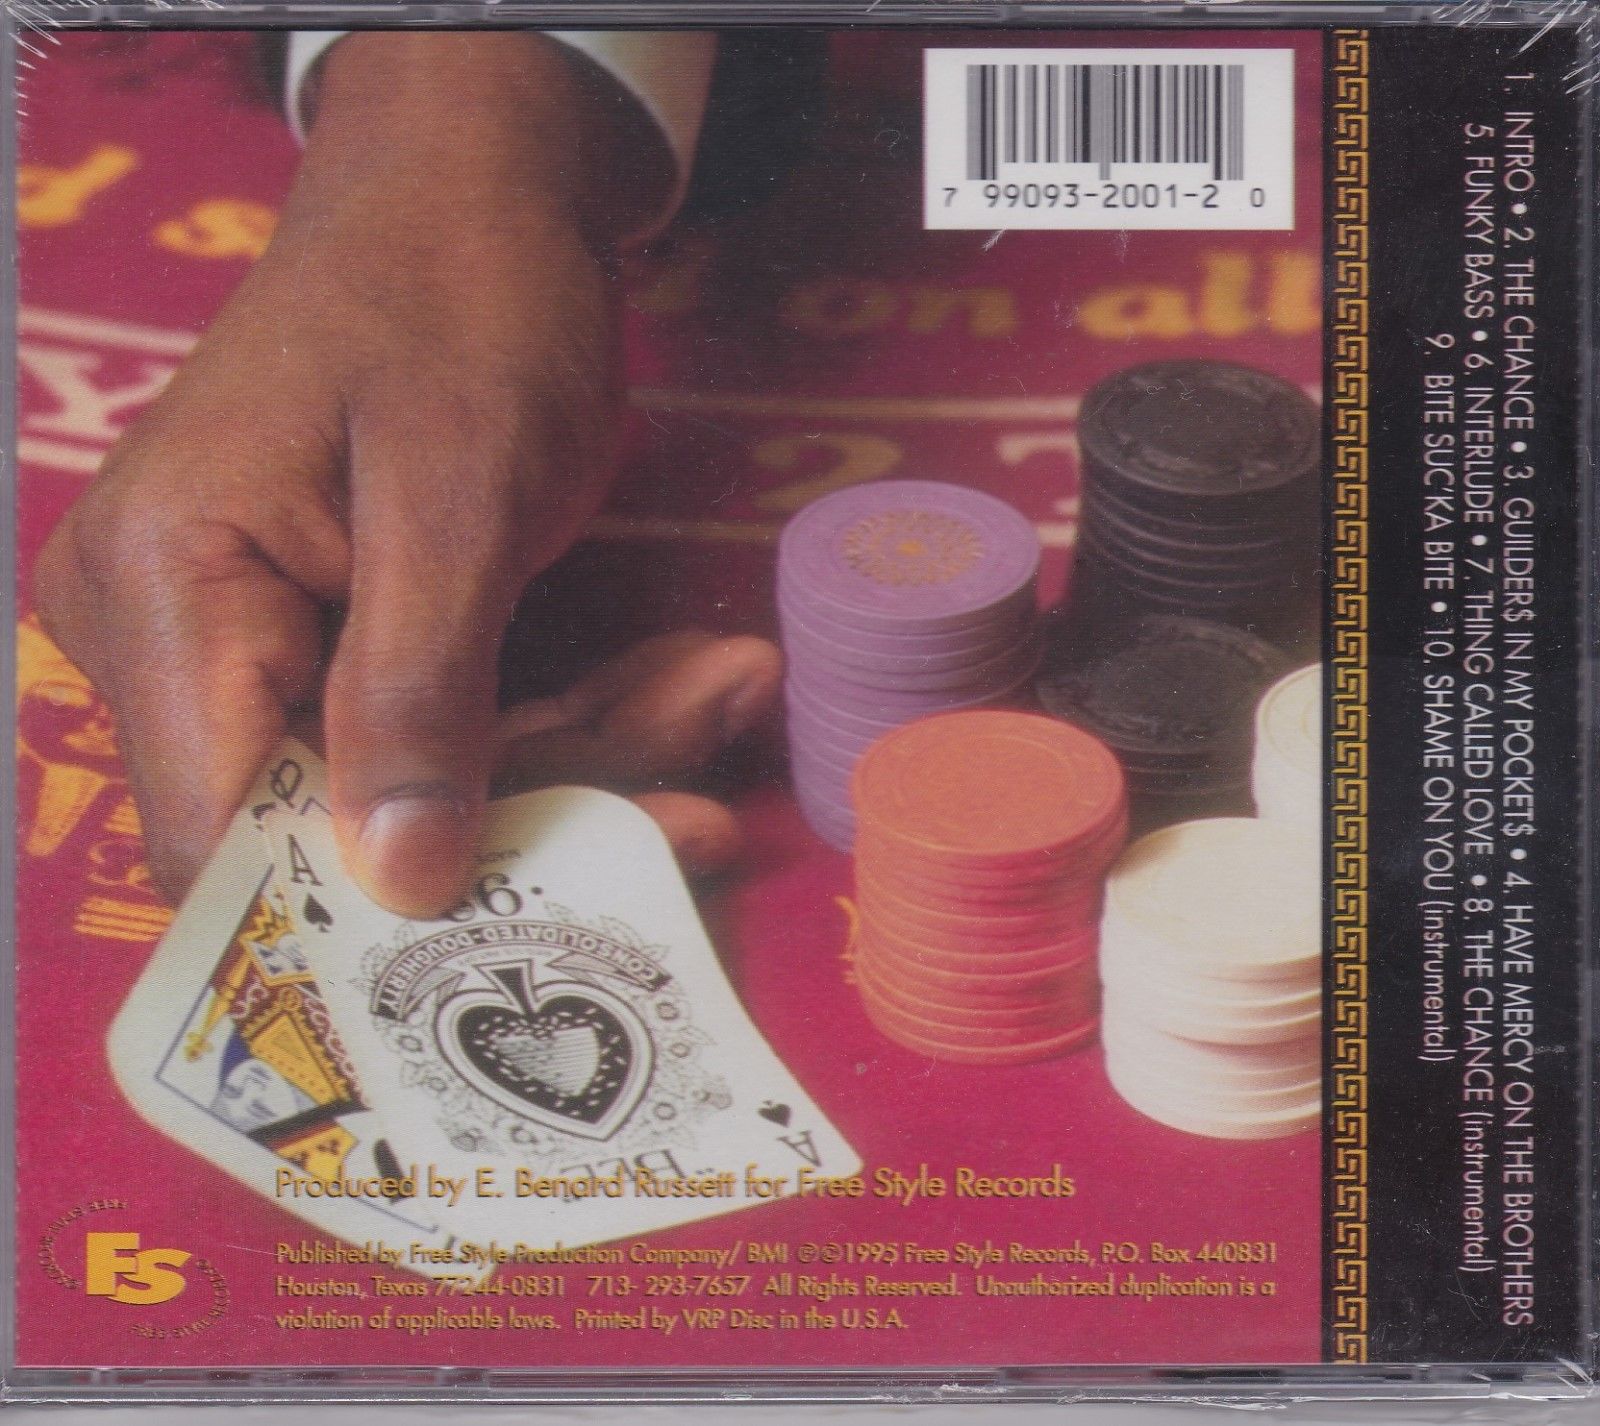 1. INTRO • 2. THE CHANCE • 3. GUILDER$ IN MY POCKET$ • 4. HAVE MERCY ON THE BROTHERS
5. FUNKY BASS • 6. INTERLUDE • 7. THING CALLED LOVE • 8. THE CHANCE (instrumental)
9. BITE SUC'KA BITE • 10. SHAME ON YOU (instrumental)
7 99093-2001-2 0
on all
2
Q
A
CONSOLIDATED-DOUGHERTY
BEE
A
Produced by E. Benard Russett for Free Style Records
FS
Published by Free Style Production Company/ BMI ℗©1995 Free Style Records, P.O. Box 440831
Houston, Texas 77244-0831 713- 293-7657 All Rights Reserved. Unauthorized duplication is a
violation of applicable laws. Printed by VRP Disc in the U.S.A.